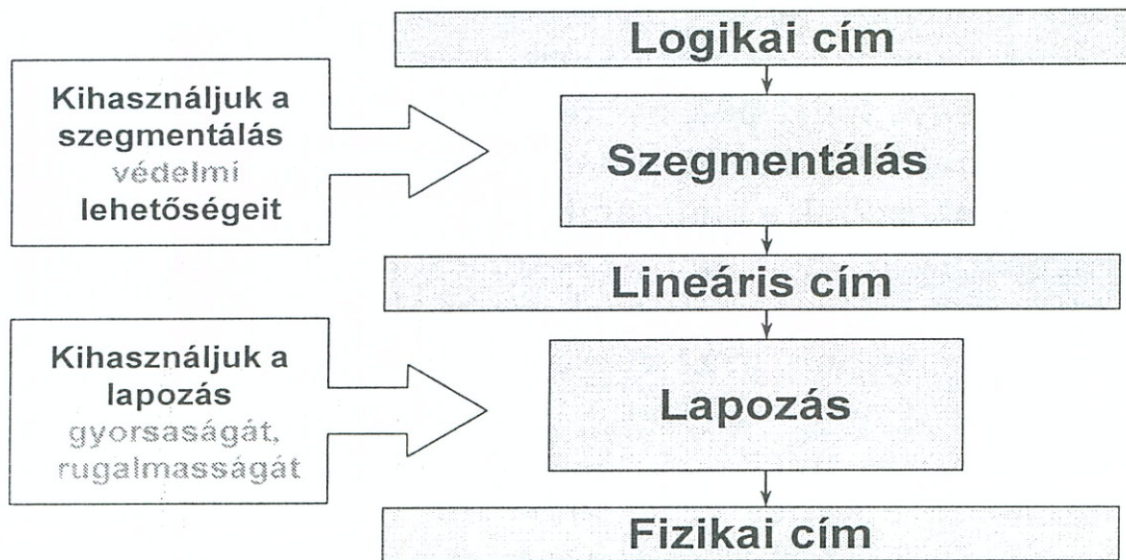 Logikai cím
Kihasználjuk a
szegmentálás
védelmi
lehetőségeit
Szegmentálás
Lineáris cím
Kihasználjuk a
lapozás
gyorsaságát,
rugalmasságát
Lapozás
Fizikai cím